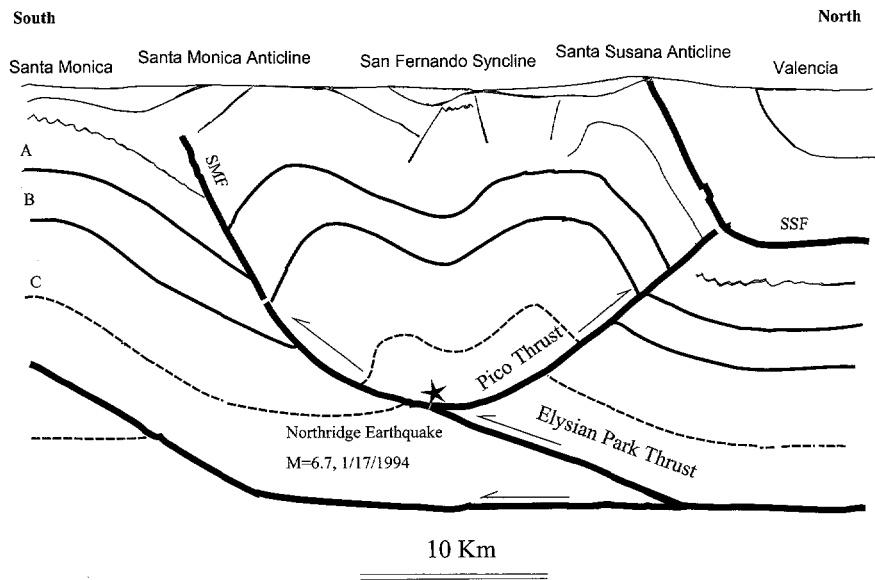 South
North
Santa Monica
Santa Monica Anticline
San Fernando Syncline
Santa Susana Anticline
Valencia
A
SMF
B
SSF
C
Pico Thrust
Elysian Park Thrust
Northridge Earthquake
M=6.7, 1/17/1994
10 Km